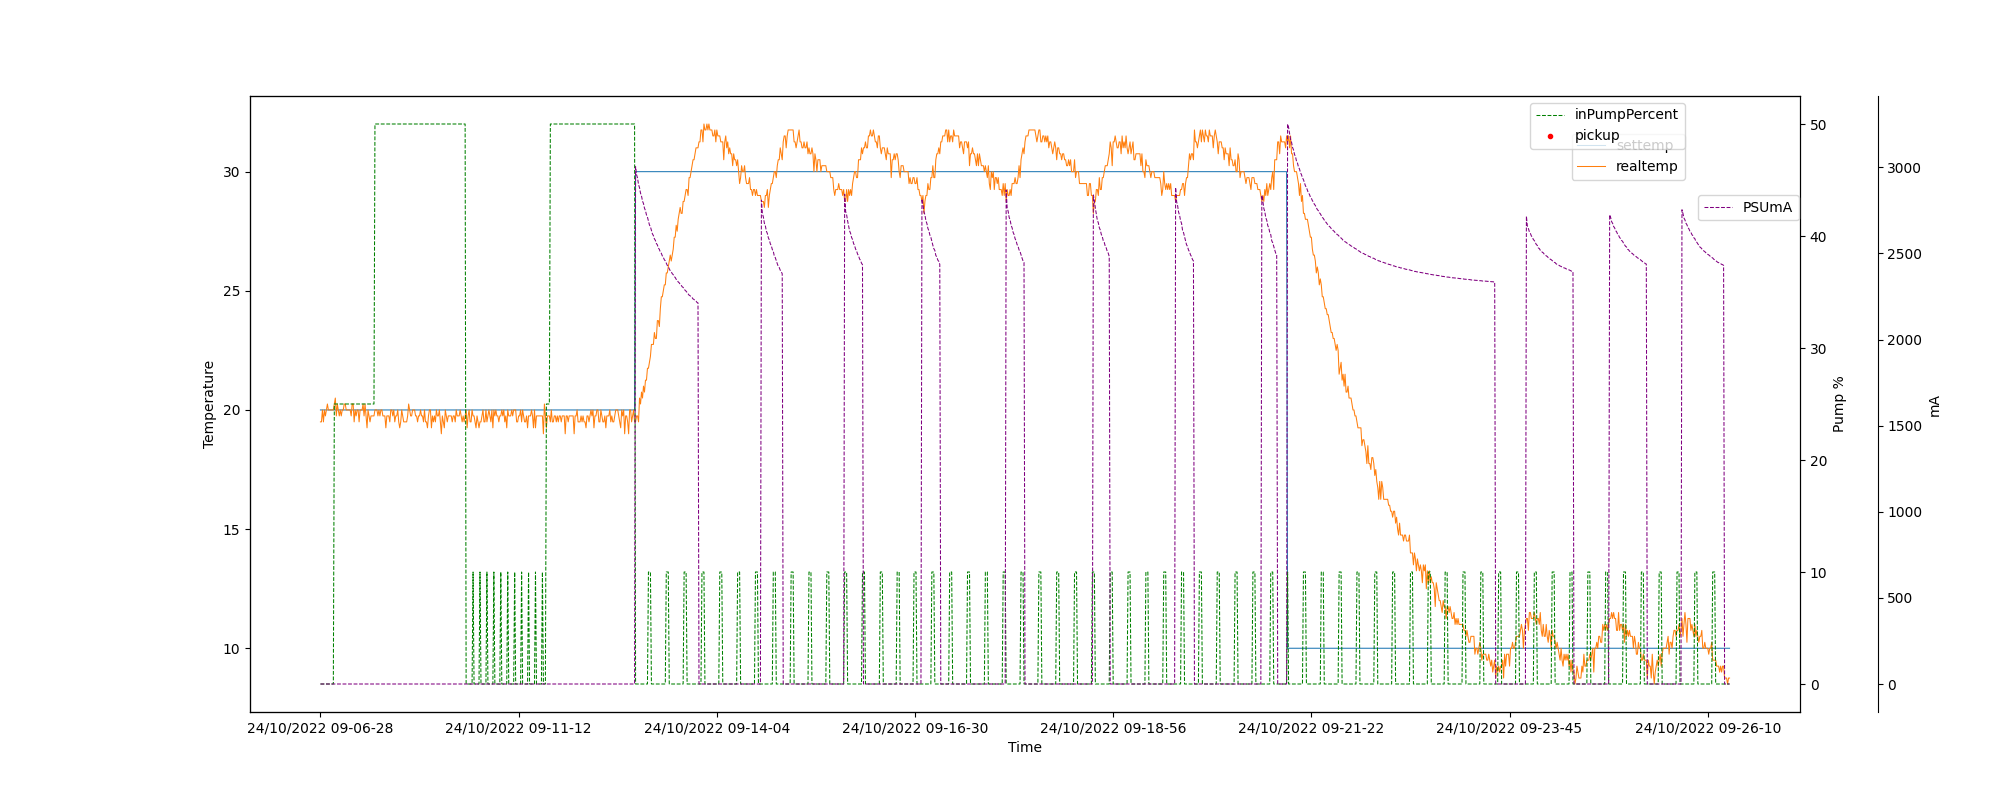 inPumpPercent
pickup
settemp
realtemp
PSUmA
Temperature
30
25
20
15
10
50
40
30
20
10
0
Pump %
3000
2500
2000
1500
1000
500
0
mA
24/10/2022 09-06-28
24/10/2022 09-11-12
24/10/2022 09-14-04
24/10/2022 09-16-30
24/10/2022 09-18-56
24/10/2022 09-21-22
24/10/2022 09-23-45
24/10/2022 09-26-10
Time